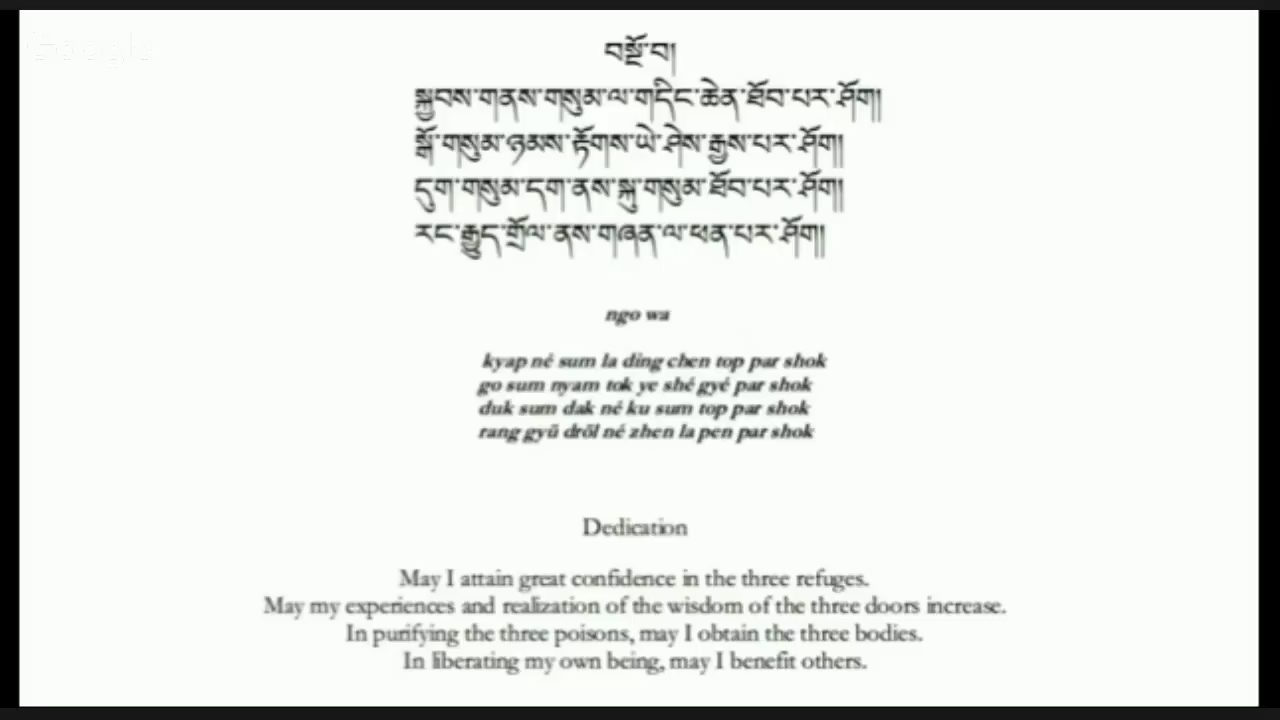 Google
བསྔོ་བ།
སྐྱབས་གནས་གསུམ་ལ་གདིང་ཆེན་ཐོབ་པར་ཤོག།
སྒོ་གསུམ་ཉམས་རྟོགས་ཡེ་ཤེས་རྒྱས་པར་ཤོག།
དུག་གསུམ་དག་ནས་སྐུ་གསུམ་ཐོབ་པར་ཤོག།
རང་རྒྱུད་གྲོལ་ནས་གཞན་ལ་ཕན་པར་ཤོག།
ngo wa
kyap né sum la ding chen top par shok
go sum nyam tok ye shé gyé par shok
duk sum dak né ku sum top par shok
rang gyü dröl né zhen la pen par shok
Dedication
May I attain great confidence in the three refuges.
May my experiences and realization of the wisdom of the three doors increase.
In purifying the three poisons, may I obtain the three bodies.
In liberating my own being, may I benefit others.